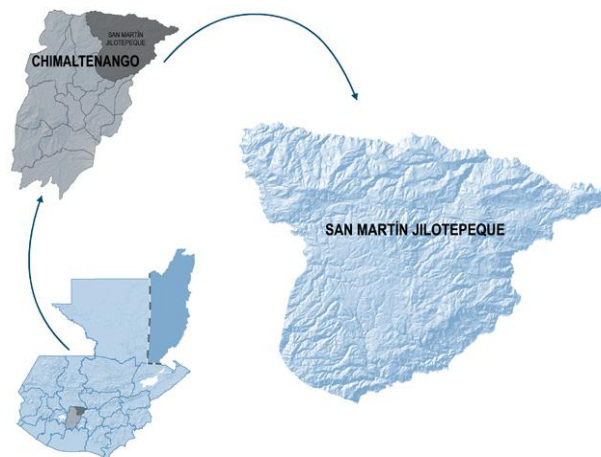 SAN MARTÍN
JILOTEPEQUE
CHIMALTENANGO
SAN MARTÍN JILOTEPEQUE